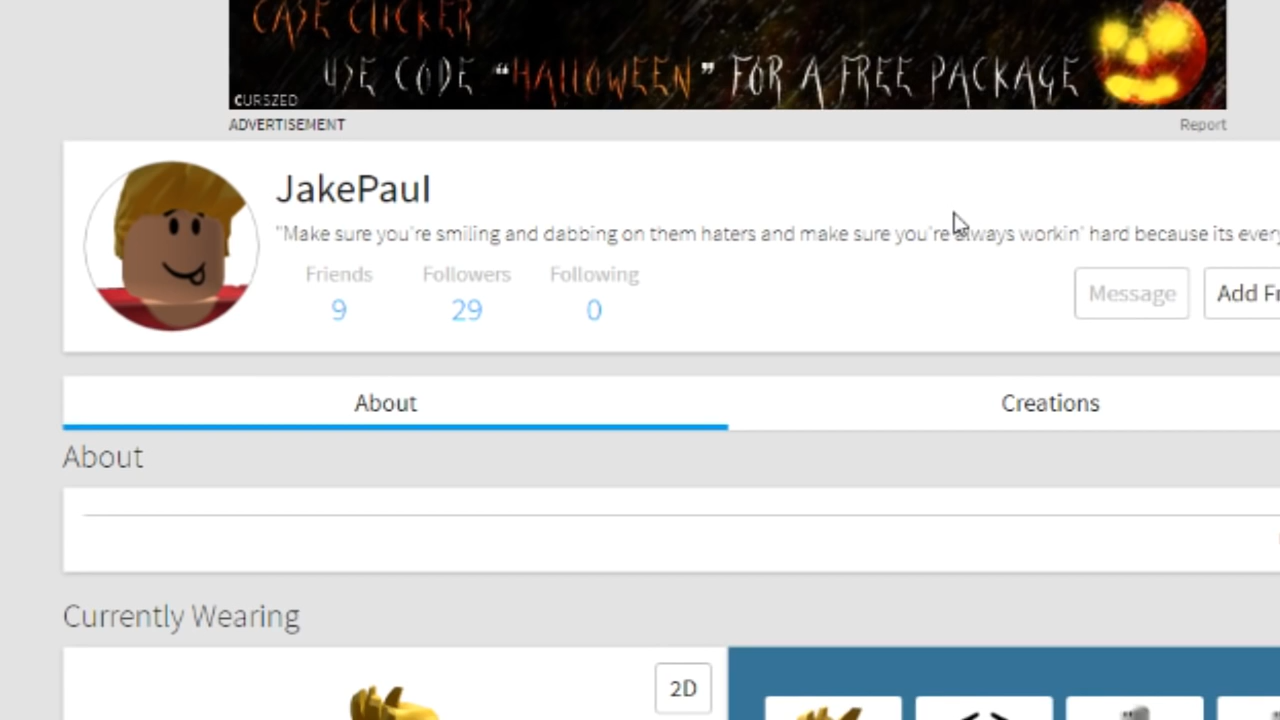 CASE CLICKER
USE CODE “HALLOWEEN” FOR A FREE PACKAGE
CURSZED
ADVERTISEMENT
Report
JakePaul
"Make sure you're smiling and dabbing on them haters and make sure you're always workin' hard because its every
Friends
Followers
Following
9
29
0
Message
Add Fr
About
Creations
About
Currently Wearing
2D